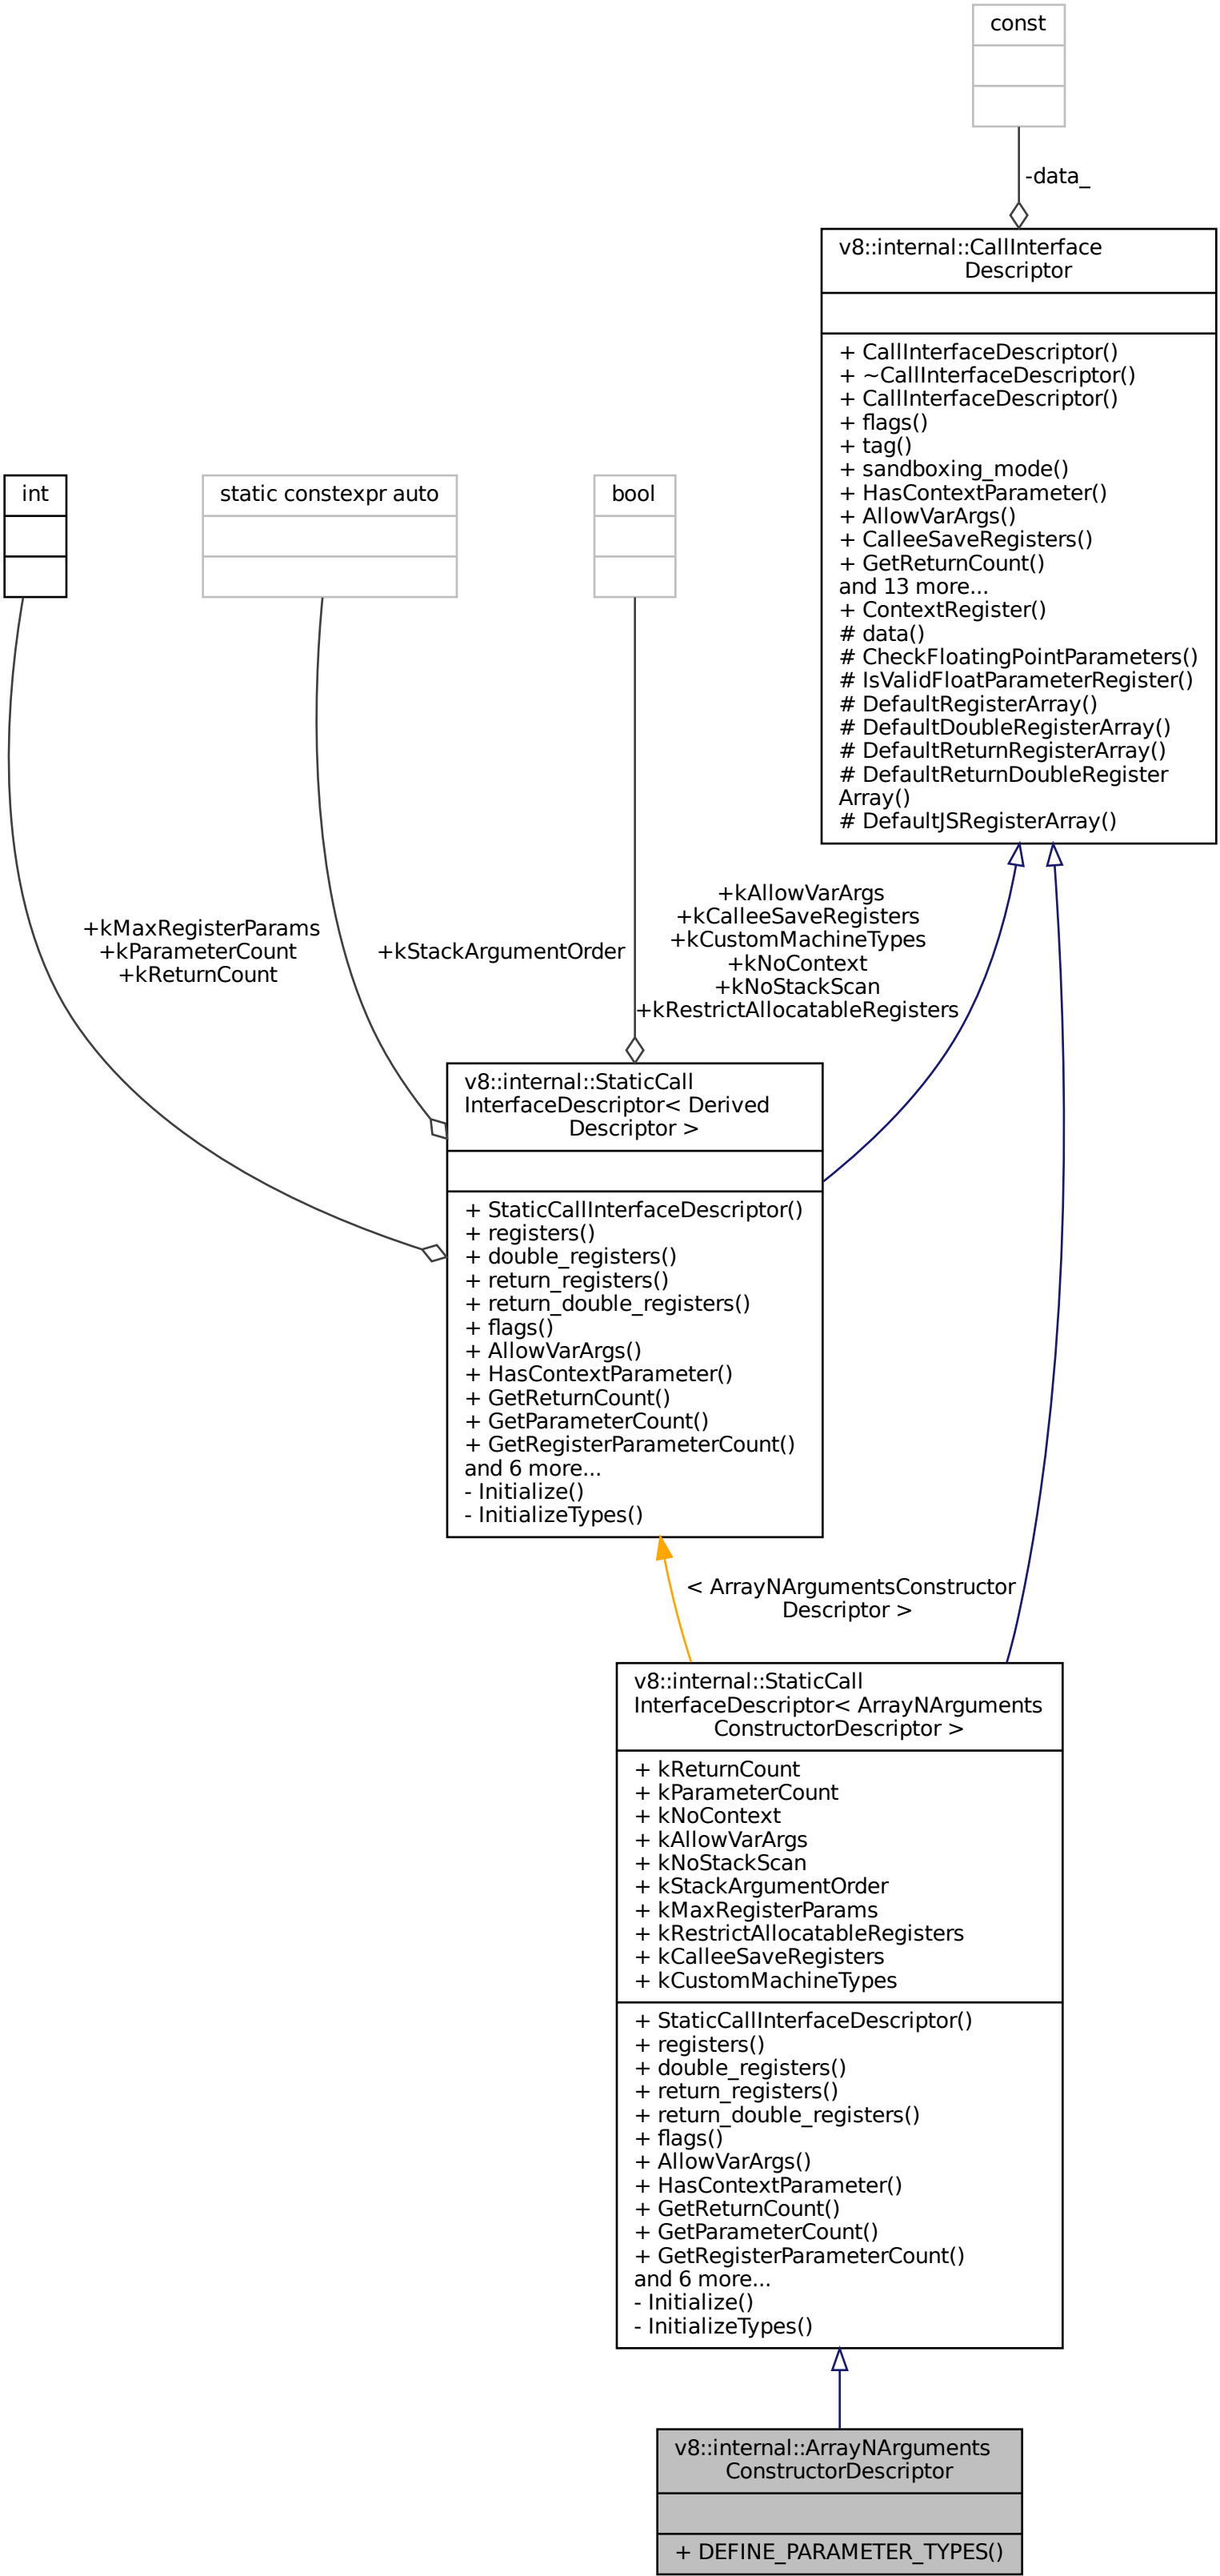 const
-data_
v8::internal::CallInterface
Descriptor
+ CallInterfaceDescriptor()
+ ~CallInterfaceDescriptor()
+ CallInterfaceDescriptor()
+ flags()
+ tag()
+ sandboxing_mode()
+ HasContextParameter()
+ AllowVarArgs()
+ CalleeSaveRegisters()
+ GetReturnCount()
and 13 more...
+ ContextRegister()
# data()
# CheckFloatingPointParameters()
# IsValidFloatParameterRegister()
# DefaultRegisterArray()
# DefaultDoubleRegisterArray()
# DefaultReturnRegisterArray()
# DefaultReturnDoubleRegister
Array()
# DefaultJSRegisterArray()
int
static constexpr auto
bool
+kMaxRegisterParams
+kParameterCount
+kReturnCount
+kStackArgumentOrder
+kAllowVarArgs
+kCalleeSaveRegisters
+kCustomMachineTypes
+kNoContext
+kNoStackScan
+kRestrictAllocatableRegisters
v8::internal::StaticCall
InterfaceDescriptor< Derived
Descriptor >
+ StaticCallInterfaceDescriptor()
+ registers()
+ double_registers()
+ return_registers()
+ return_double_registers()
+ flags()
+ AllowVarArgs()
+ HasContextParameter()
+ GetReturnCount()
+ GetParameterCount()
+ GetRegisterParameterCount()
and 6 more...
- Initialize()
- InitializeTypes()
< ArrayNArgumentsConstructor
Descriptor >
v8::internal::StaticCall
InterfaceDescriptor< ArrayNArguments
ConstructorDescriptor >
+ kReturnCount
+ kParameterCount
+ kNoContext
+ kAllowVarArgs
+ kNoStackScan
+ kStackArgumentOrder
+ kMaxRegisterParams
+ kRestrictAllocatableRegisters
+ kCalleeSaveRegisters
+ kCustomMachineTypes
+ StaticCallInterfaceDescriptor()
+ registers()
+ double_registers()
+ return_registers()
+ return_double_registers()
+ flags()
+ AllowVarArgs()
+ HasContextParameter()
+ GetReturnCount()
+ GetParameterCount()
+ GetRegisterParameterCount()
and 6 more...
- Initialize()
- InitializeTypes()
v8::internal::ArrayNArguments
ConstructorDescriptor
+ DEFINE_PARAMETER_TYPES()